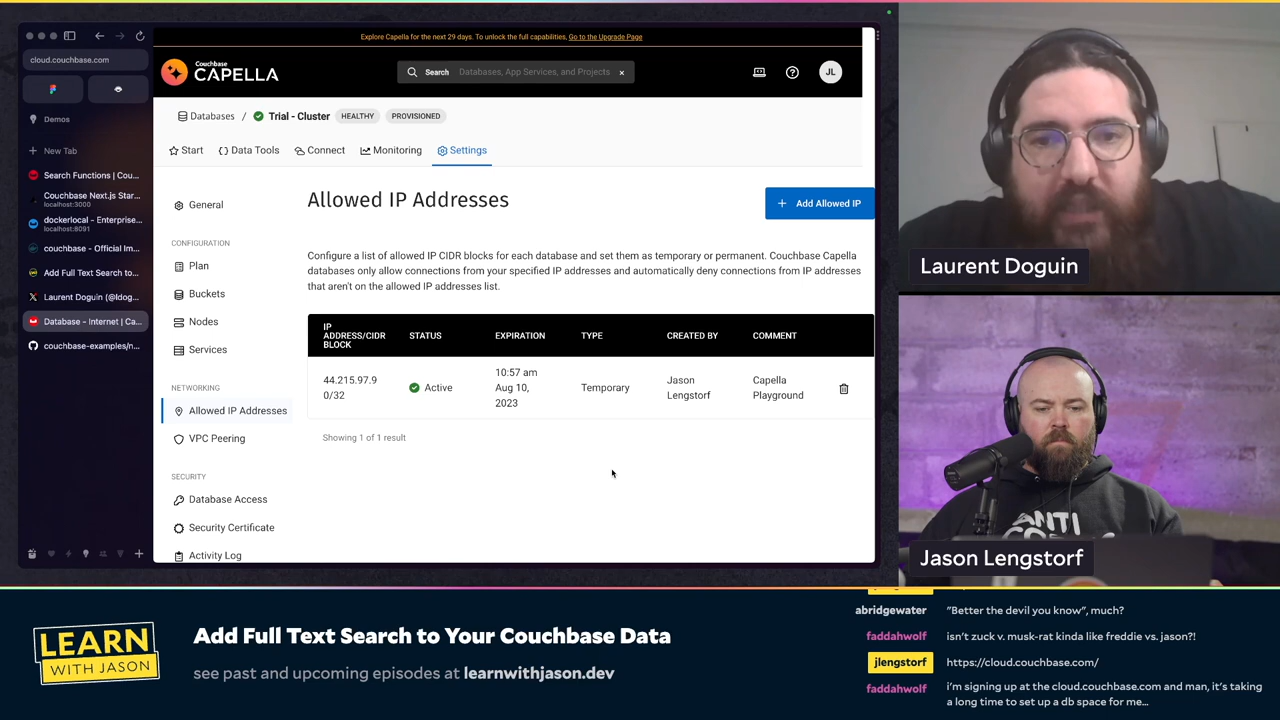 Explore Capella for the next 29 days. To unlock the full capabilities, Go to the Upgrade Page
cloud.couchbase.com
Demos
New Tab
Search Functions | Cou...
Couchbase Next.js Star...
localhost:3000
dockerlocal - Enterprise...
localhost:8091
couchbase - Official Im...
Add Full Text Search to...
Laurent Doguin (@ldog...
Database - Internet | Ca...
couchbase-examples/n...
Couchbase
CAPELLA
Search Databases, App Services, and Projects
JL
Databases / Trial - Cluster HEALTHY PROVISIONED
Start Data Tools Connect Monitoring Settings
General
CONFIGURATION
Plan
Buckets
Nodes
Services
NETWORKING
Allowed IP Addresses
VPC Peering
SECURITY
Database Access
Security Certificate
Activity Log
Allowed IP Addresses
+ Add Allowed IP
Configure a list of allowed IP CIDR blocks for each database and set them as temporary or permanent. Couchbase Capella
databases only allow connections from your specified IP addresses and automatically deny connections from IP addresses
that aren't on the allowed IP addresses list.
IP
ADDRESS/CIDR
BLOCK
STATUS
EXPIRATION
TYPE
CREATED BY
COMMENT
44.215.97.9
0/32
Active
10:57 am
Aug 10,
2023
Temporary
Jason
Lengstorf
Capella
Playground
Showing 1 of 1 result
Laurent Doguin
ANTI
Jason Lengstorf
LEARN
WITH JASON
Add Full Text Search to Your Couchbase Data
see past and upcoming episodes at learnwithjason.dev
abridgewater "Better the devil you know", much?
faddahwolf isn't zuck v. musk-rat kinda like freddie vs. jason?!
jlengstorf https://cloud.couchbase.com/
faddahwolf i'm signing up at the cloud.couchbase.com and man, it's taking
a long time to set up a db space for me...